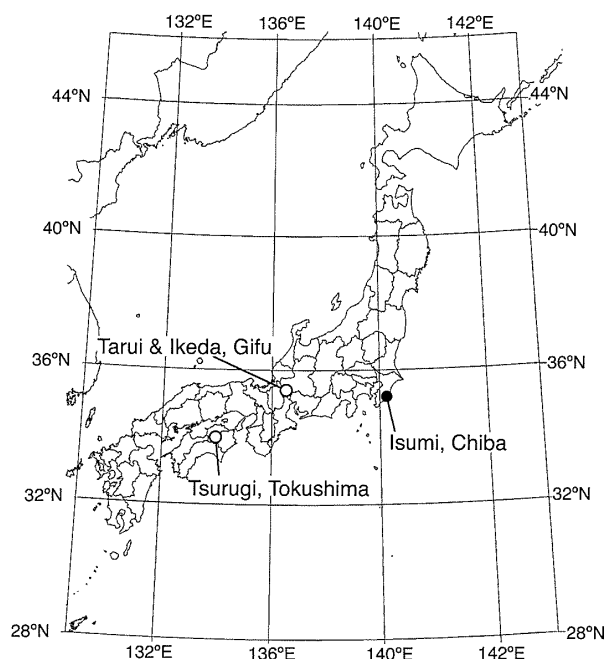 132°E 136°E 140°E 142°E
44°N 44°N
40°N 40°N
Tarui & Ikeda, Gifu
36°N 36°N
Isumi, Chiba
Tsurugi, Tokushima
32°N 32°N
28°N 28°N
132°E 136°E 140°E 142°E